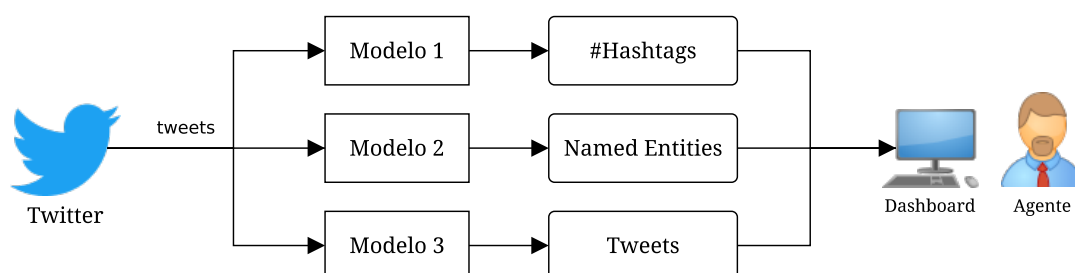 Modelo 1
#Hashtags
tweets
Modelo 2
Named Entities
Twitter
Dashboard
Agente
Modelo 3
Tweets